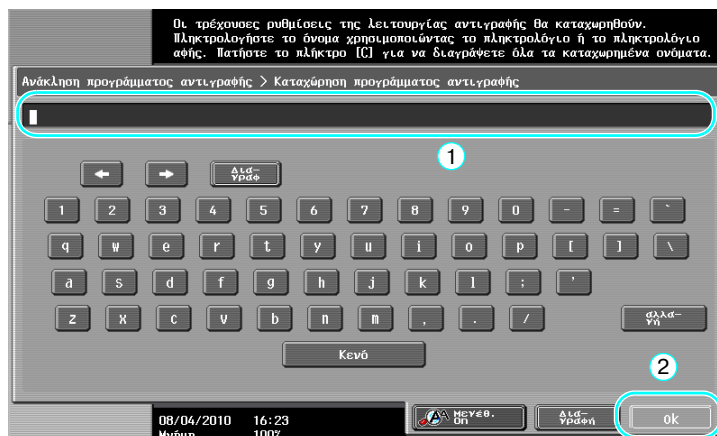 Οι τρέχουσες ρυθμίσεις της λειτουργίας αντιγραφής θα καταχωρηθούν.
Πληκτρολογήστε το όνομα χρησιμοποιώντας το πληκτρολόγιο ή το πληκτρολόγιο
αφής. Πατήστε το πλήκτρο [C] για να διαγράψετε όλα τα καταχωρημένα ονόματα.
Ανάκληση προγράμματος αντιγραφής > Καταχώρηση προγράμματος αντιγραφής
1
← → Δια-
γραφ
1 2 3 4 5 6 7 8 9 0 - = `
q w e r t y u i o p [ ] \
a s d f g h j k l ; '
z x c v b n m , . / αλλα-
γή
Κενό
2
08/04/2010 16:23
Μνήμη 100%
Μεγέθ.
On
Δια-
γραφή
ok